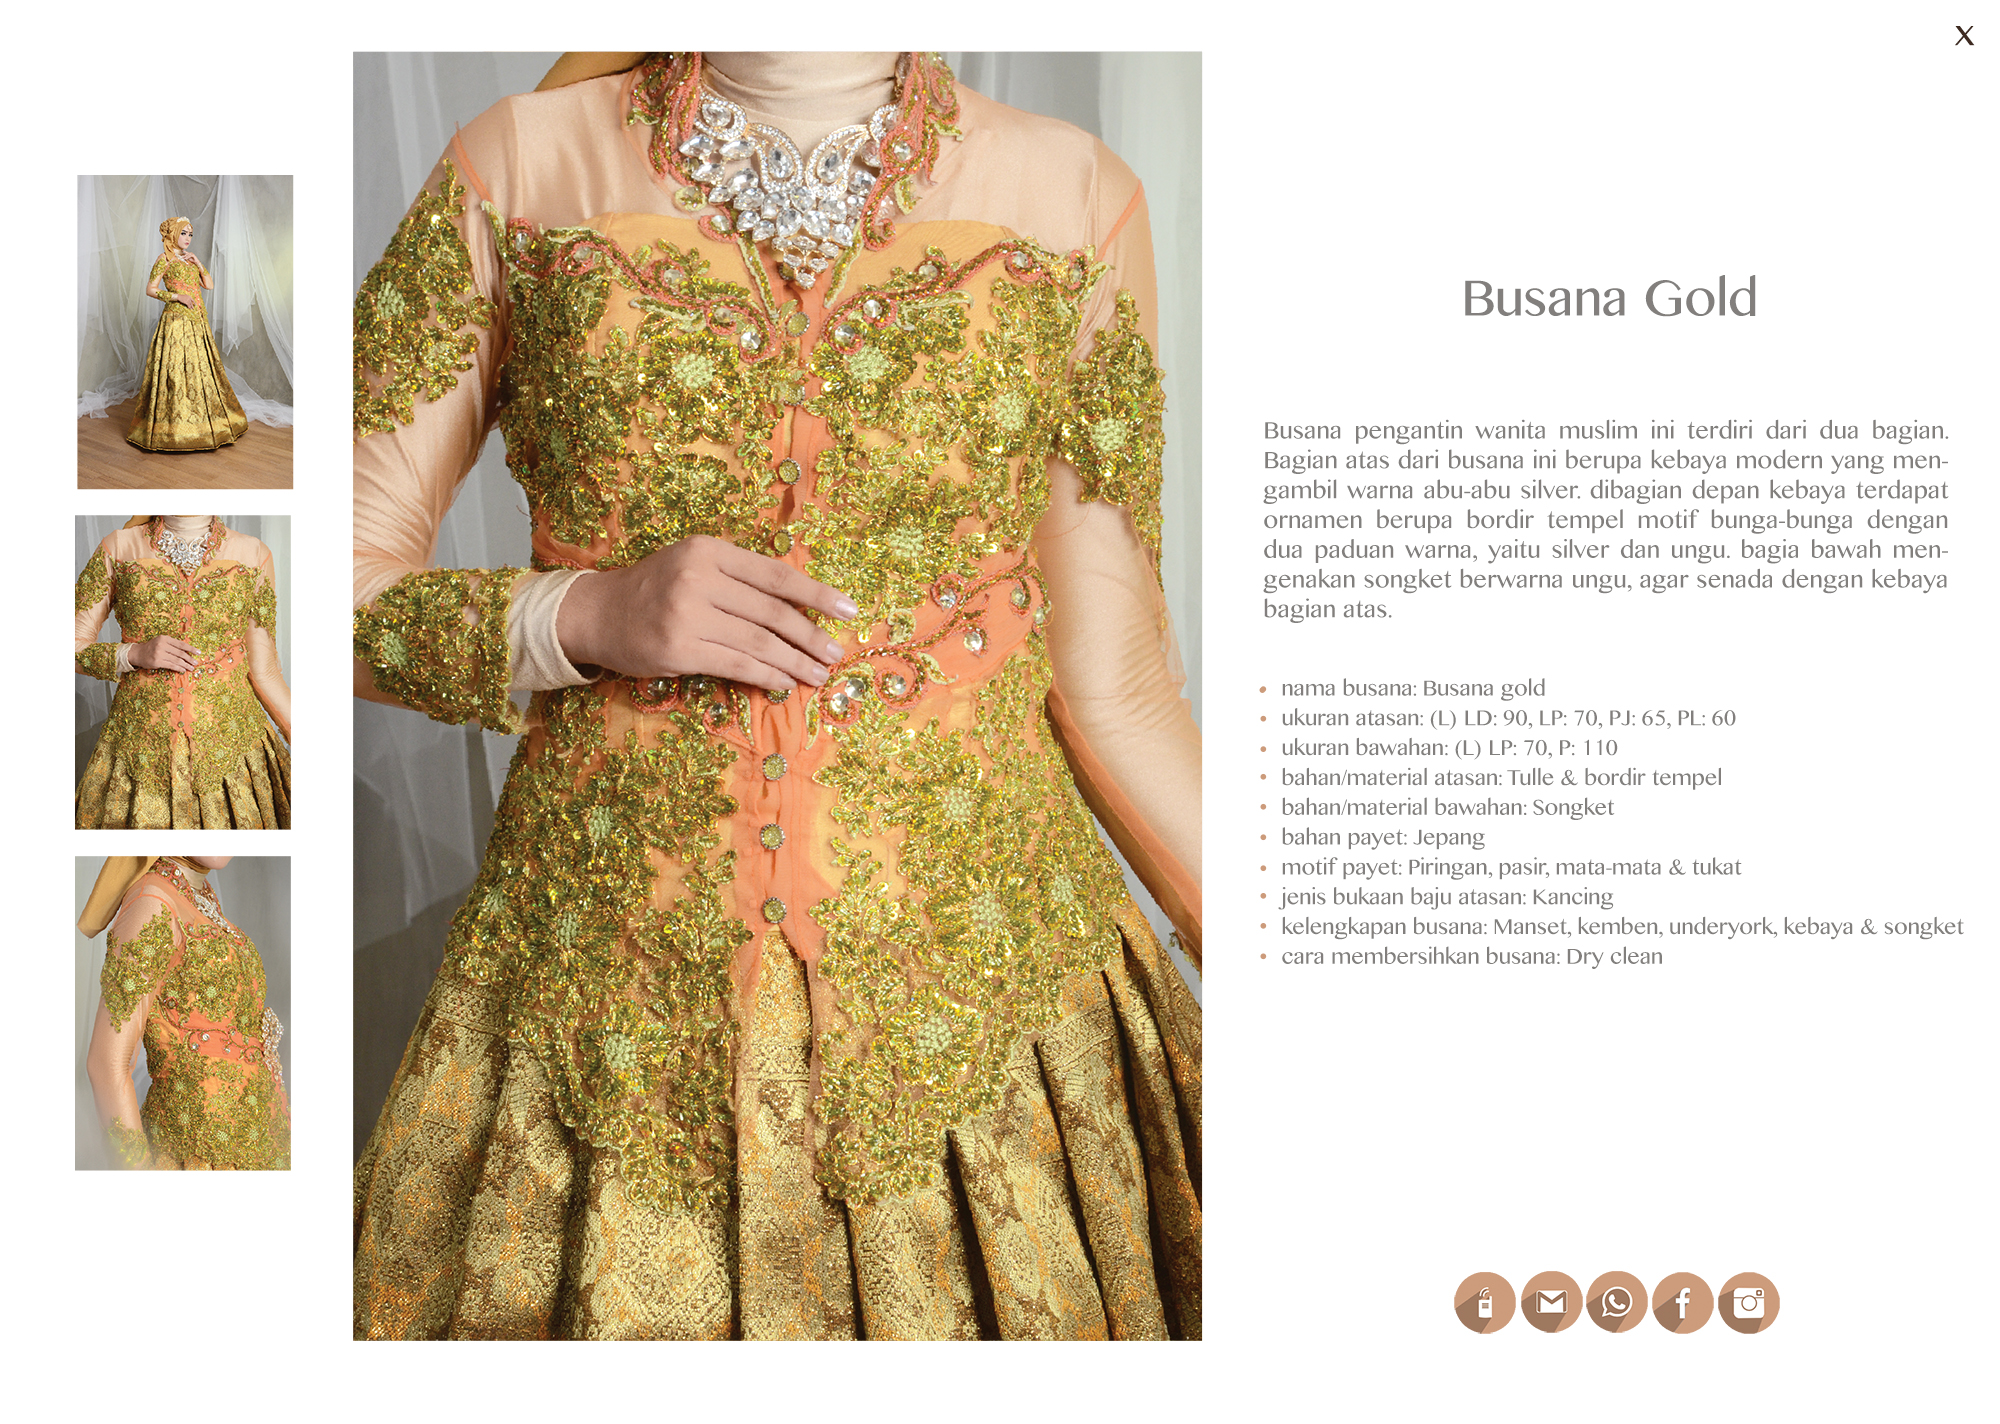 X
Busana Gold
Busana pengantin wanita muslim ini terdiri dari dua bagian.
Bagian atas dari busana ini berupa kebaya modern yang men-
gambil warna abu-abu silver. dibagian depan kebaya terdapat
ornamen berupa bordir tempel motif bunga-bunga dengan
dua paduan warna, yaitu silver dan ungu. bagia bawah men-
genakan songket berwarna ungu, agar senada dengan kebaya
bagian atas.
• nama busana: Busana gold
• ukuran atasan: (L) LD: 90, LP: 70, PJ: 65, PL: 60
• ukuran bawahan: (L) LP: 70, P: 110
• bahan/material atasan: Tulle & bordir tempel
• bahan/material bawahan: Songket
• bahan payet: Jepang
• motif payet: Piringan, pasir, mata-mata & tukat
• jenis bukaan baju atasan: Kancing
• kelengkapan busana: Manset, kemben, underyork, kebaya & songket
• cara membersihkan busana: Dry clean